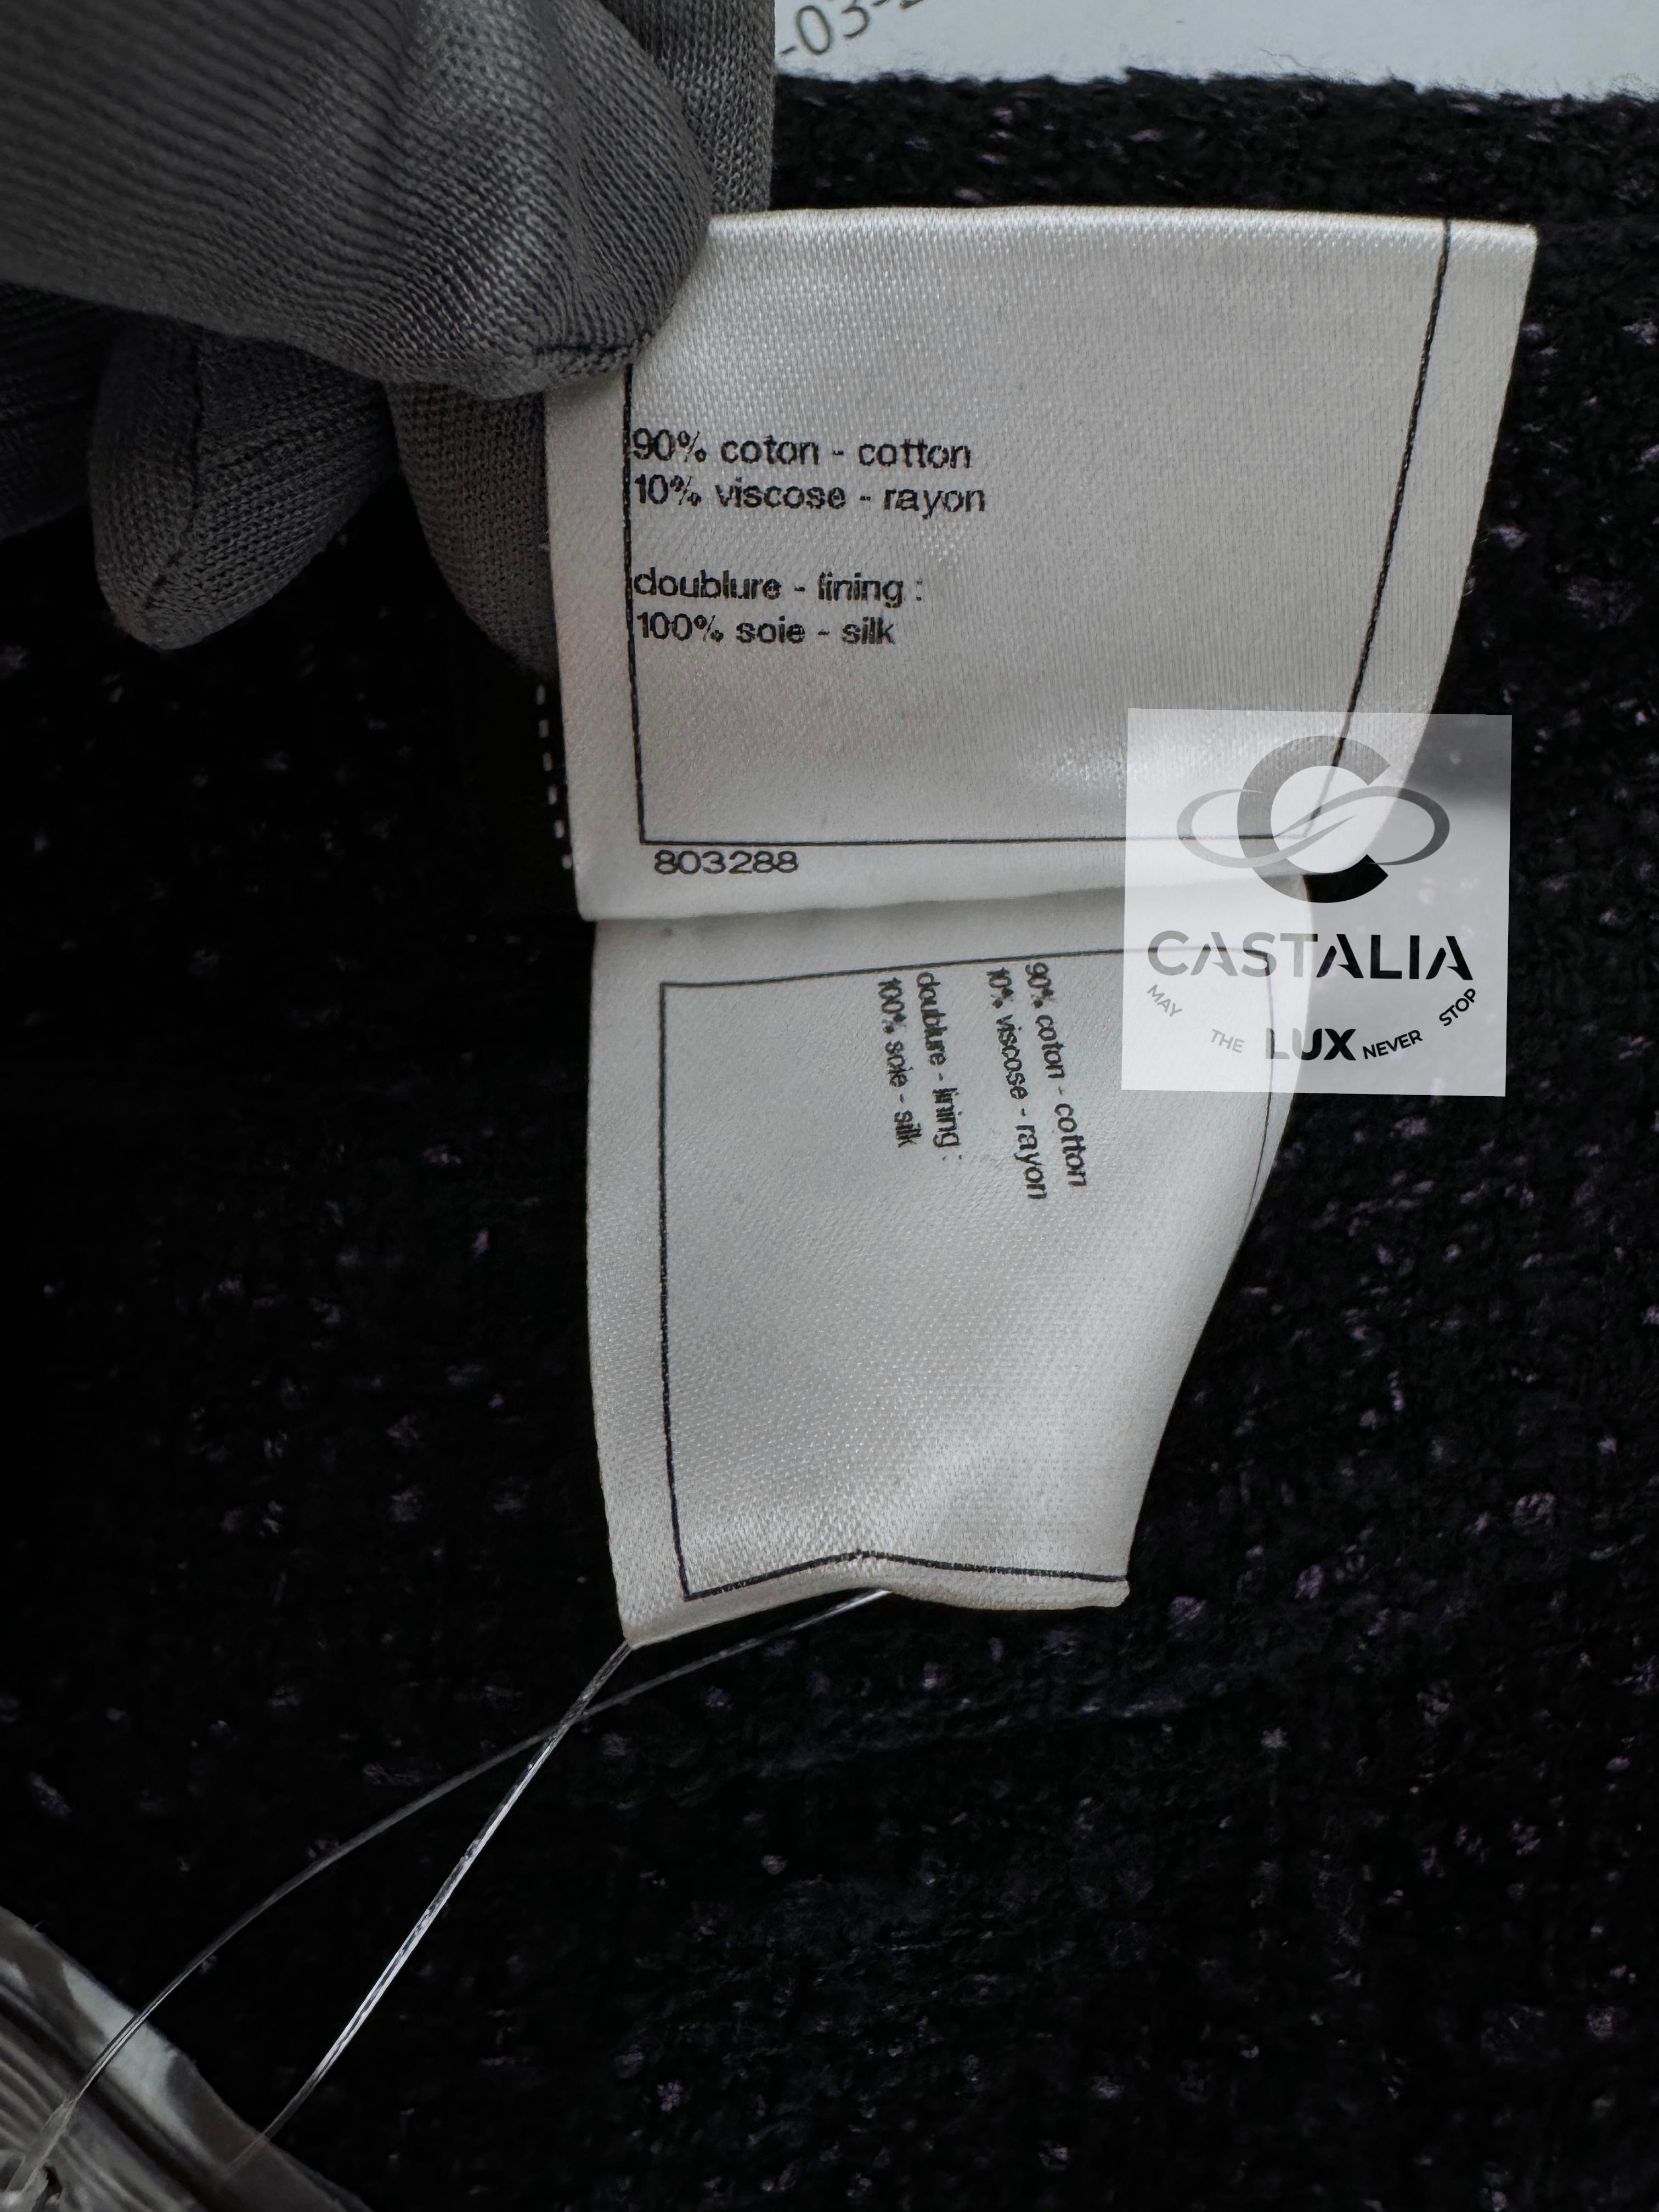 -03-
90% coton - cotton
10% viscose - rayon
doublure - lining :
100% soie - silk
803288
90% coton - cotton
10% viscose - rayon
doublure - lining :
100% soie - silk
CASTALIA
MAY THE LUX NEVER STOP